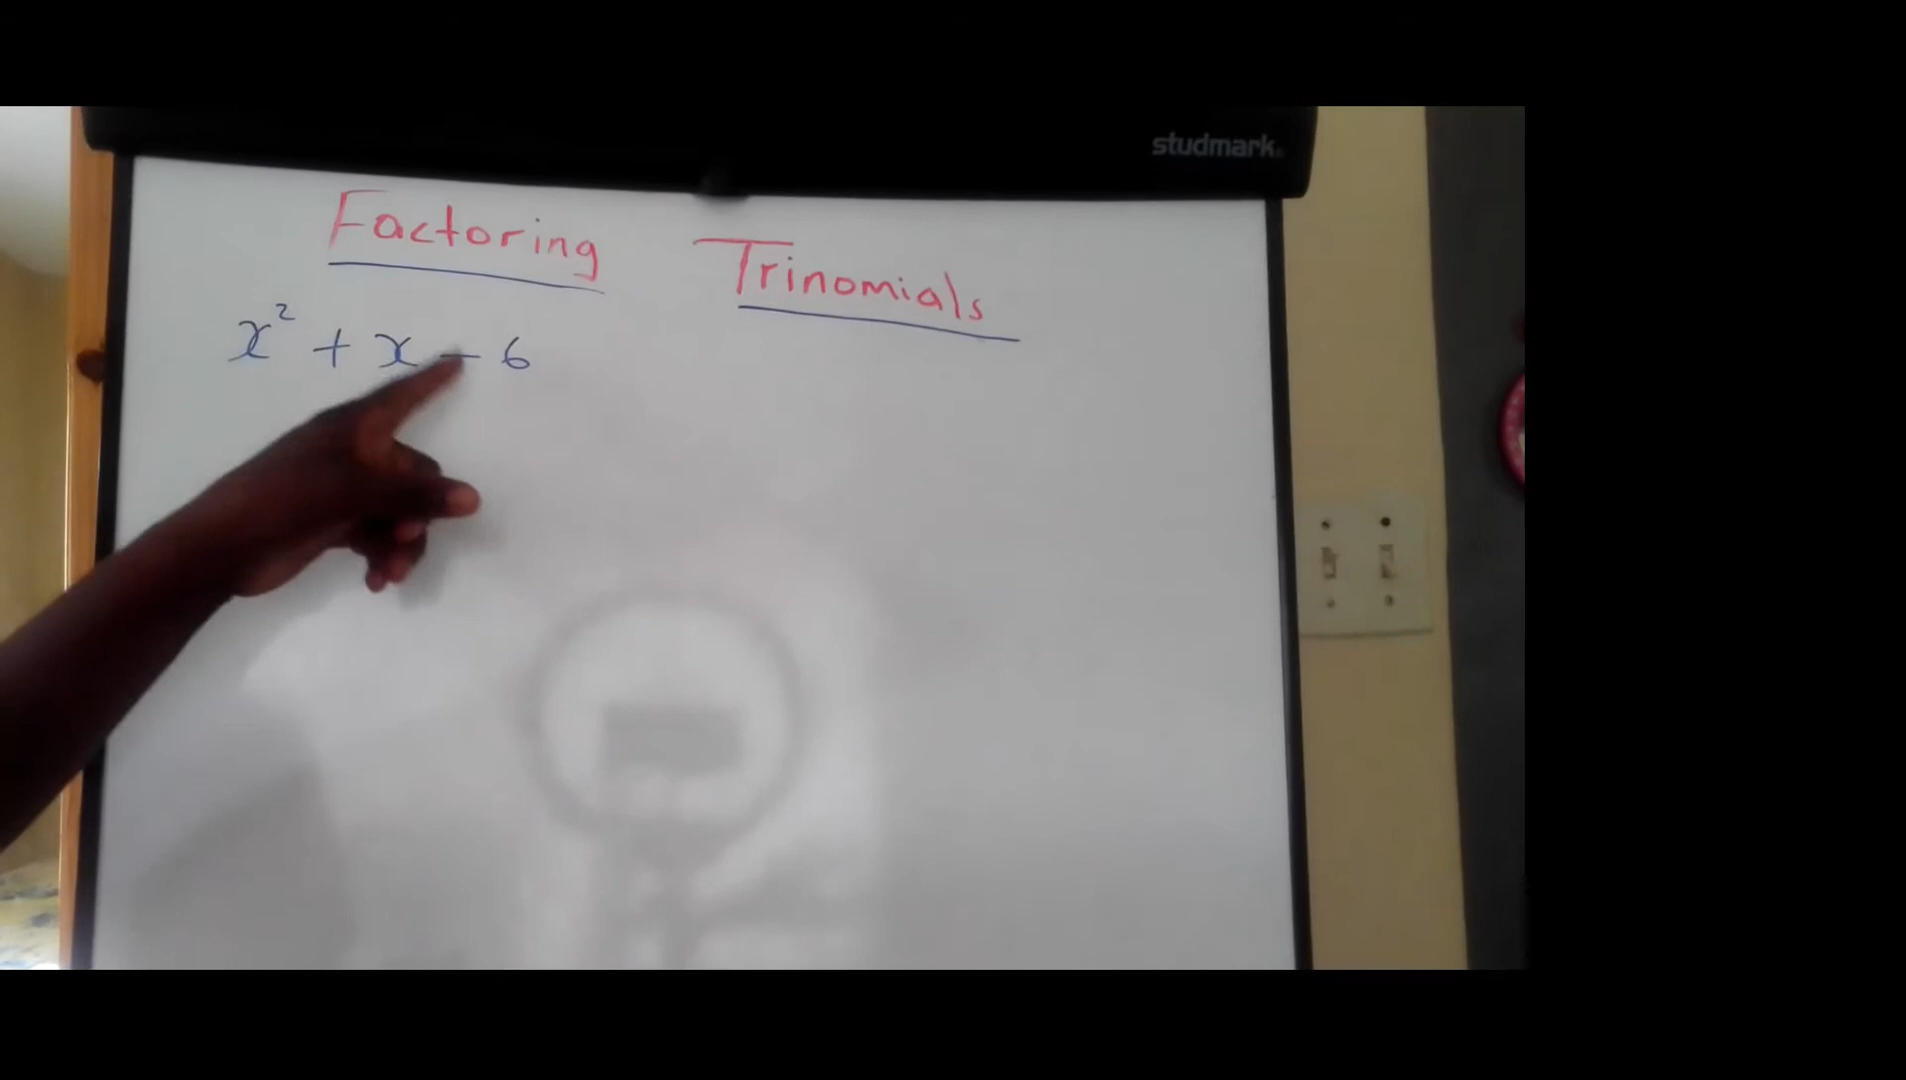 studmark
Factoring Trinomials
x² + x - 6